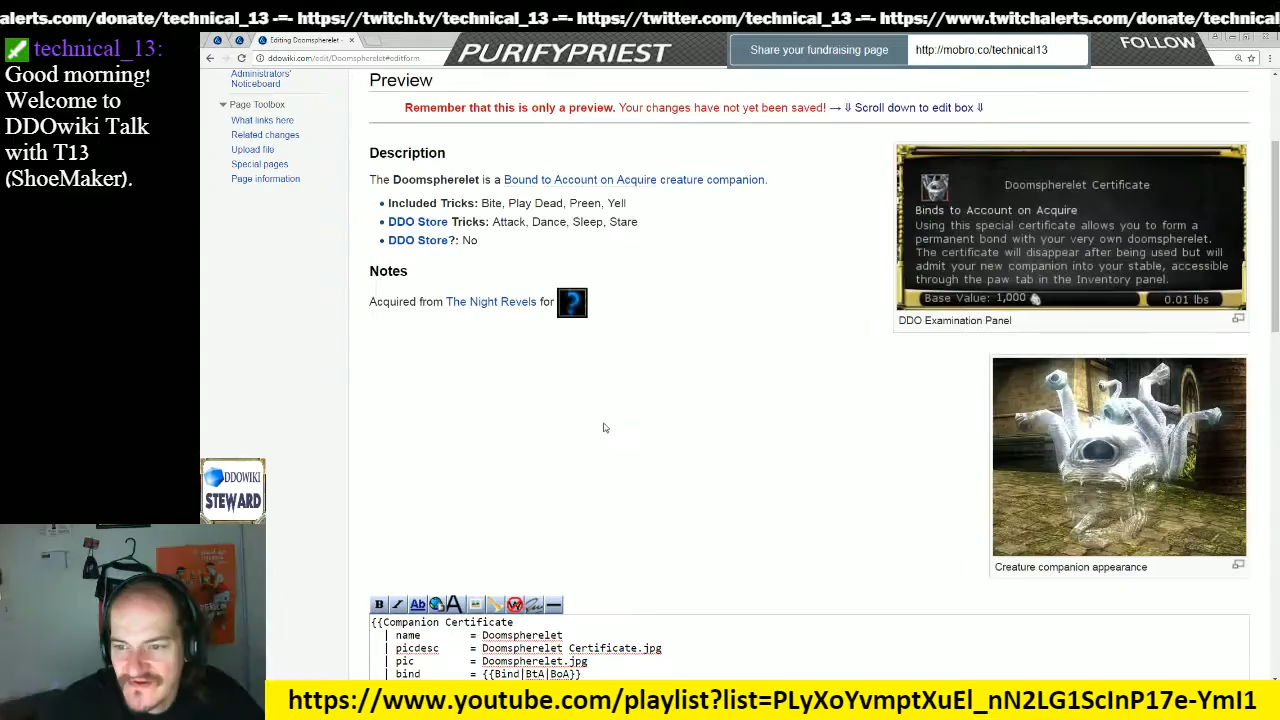 alerts.com/donate/technical_13 -=- https://twitch.tv/technical_13 -=- https://twitter.com/technical_13 -=- https://www.twitchalerts.com/donate/technical
technical_13:
Good morning!
Welcome to
DDOwiki Talk
with T13
(ShoeMaker).
Editing Doomspherelet -
PURIFYPRIEST
Share your fundraising page
http://mobro.co/technical13
FOLLOW
ddowiki.com/edit/Doomspherelet#editform
Administrators'
Noticeboard
Page Toolbox
What links here
Related changes
Upload file
Special pages
Page information
Preview
Remember that this is only a preview. Your changes have not yet been saved! → ⇓ Scroll down to edit box ⇓
Description
The Doomspherelet is a Bound to Account on Acquire creature companion.
• Included Tricks: Bite, Play Dead, Preen, Yell
• DDO Store Tricks: Attack, Dance, Sleep, Stare
• DDO Store?: No
Notes
Acquired from The Night Revels for ?
Doomspherelet Certificate
Binds to Account on Acquire
Using this special certificate allows you to form a
permanent bond with your very own doomspherelet.
The certificate will disappear after being used but will
admit your new companion into your stable, accessible
through the paw tab in the Inventory panel.
Base Value: 1,000
0.01 lbs
DDO Examination Panel
Creature companion appearance
DDOWIKI
STEWARD
B I Ab A W
{{Companion Certificate
| name = Doomspherelet
| picdesc = Doomspherelet Certificate.jpg
| pic = Doomspherelet.jpg
| bind = {{Bind|BtA|BoA}}
https://www.youtube.com/playlist?list=PLyXoYvmptXuEl_nN2LG1ScInP17e-YmI1